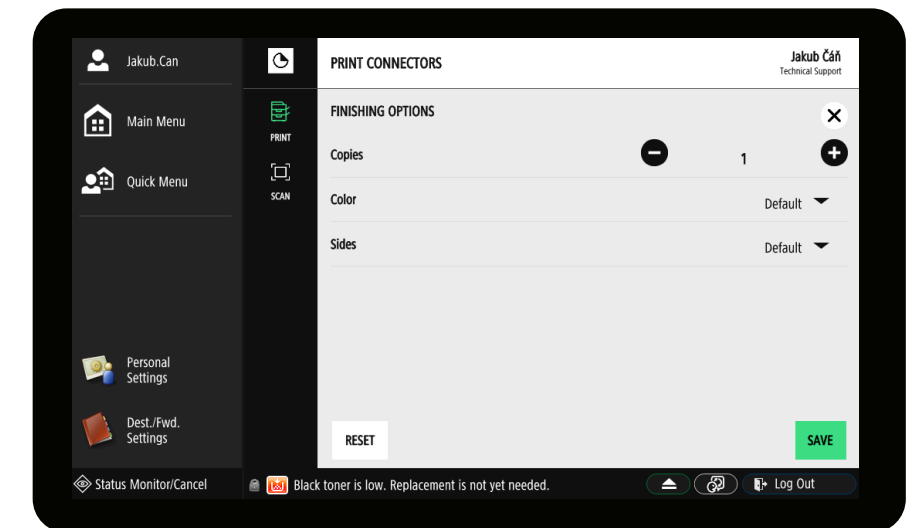 Jakub.Can
Main Menu
Quick Menu
Personal
Settings
Dest./Fwd.
Settings
PRINT
SCAN
PRINT CONNECTORS
Jakub Čáň
Technical Support
FINISHING OPTIONS
Copies
1
Color
Default
Sides
Default
RESET
SAVE
Status Monitor/Cancel
Black toner is low. Replacement is not yet needed.
Log Out